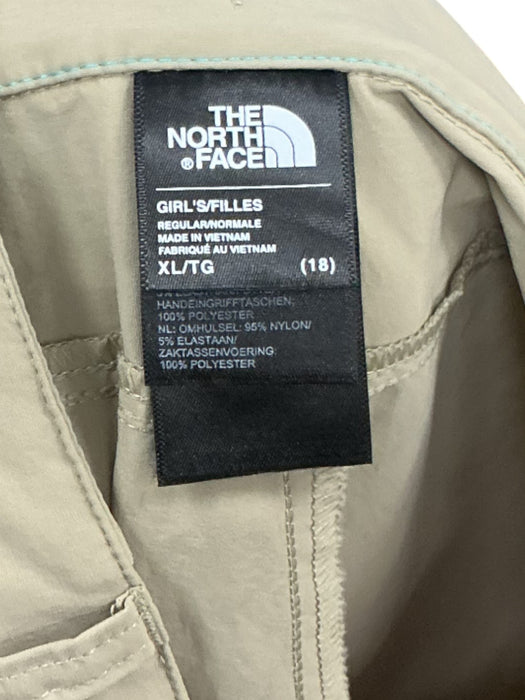 THE
NORTH
® FACE
GIRL'S/FILLES
REGULAR/NORMALE
MADE IN VIETNAM
FABRIQUÉ AU VIETNAM
XL/TG (18)
HANDEINGRIFFTASCHEN:
100% POLYESTER
NL: OMHULSEL: 95% NYLON/
5% ELASTAAN/
ZAKTASSENVOERING:
100% POLYESTER